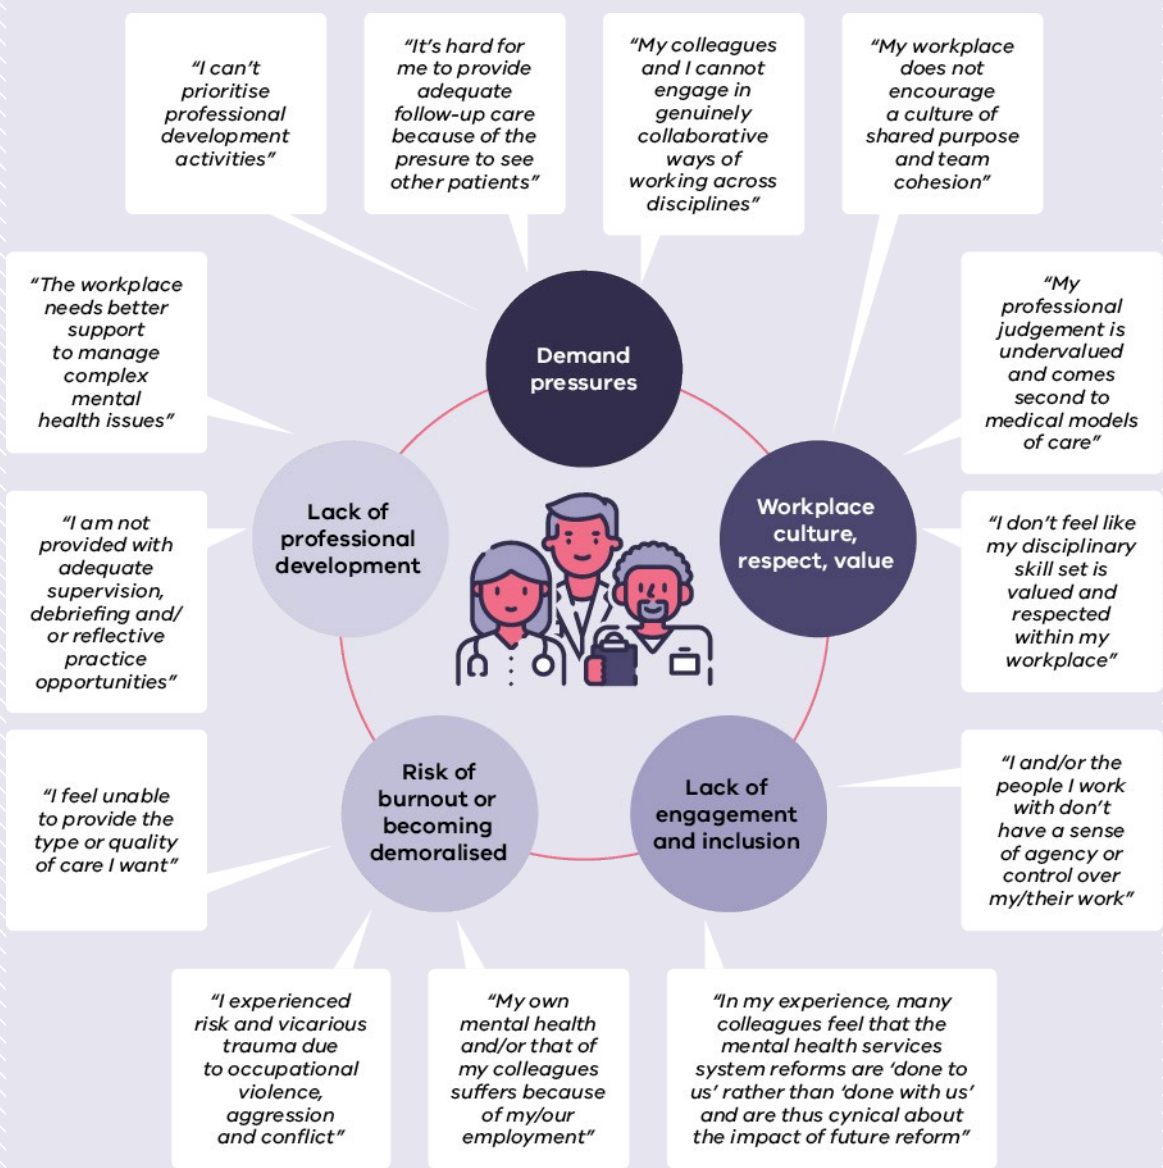 “I can’t
prioritise
professional
development
activities”
“It’s hard for
me to provide
adequate
follow-up care
because of the
presure to see
other patients”
“My colleagues
and I cannot
engage in
genuinely
collaborative
ways of
working across
disciplines”
“My workplace
does not
encourage
a culture of
shared purpose
and team
cohesion”
“The workplace
needs better
support
to manage
complex
mental
health issues”
Demand
pressures
“My
professional
judgement is
undervalued
and comes
second to
medical models
of care”
Lack of
professional
development
Workplace
culture,
respect, value
“I am not
provided with
adequate
supervision,
debriefing and/
or reflective
practice
opportunities”
“I don’t feel like
my disciplinary
skill set is
valued and
respected
within my
workplace”
“I feel unable
to provide the
type or quality
of care I want”
Risk of
burnout or
becoming
demoralised
Lack of
engagement
and inclusion
“I and/or the
people I work
with don’t
have a sense
of agency or
control over
my/their work”
“I experienced
risk and vicarious
trauma due
to occupational
violence,
aggression
and conflict”
“My own
mental health
and/or that of
my colleagues
suffers because
of my/our
employment”
“In my experience, many
colleagues feel that the
mental health services
system reforms are ‘done to
us’ rather than ‘done with us’
and are thus cynical about
the impact of future reform”